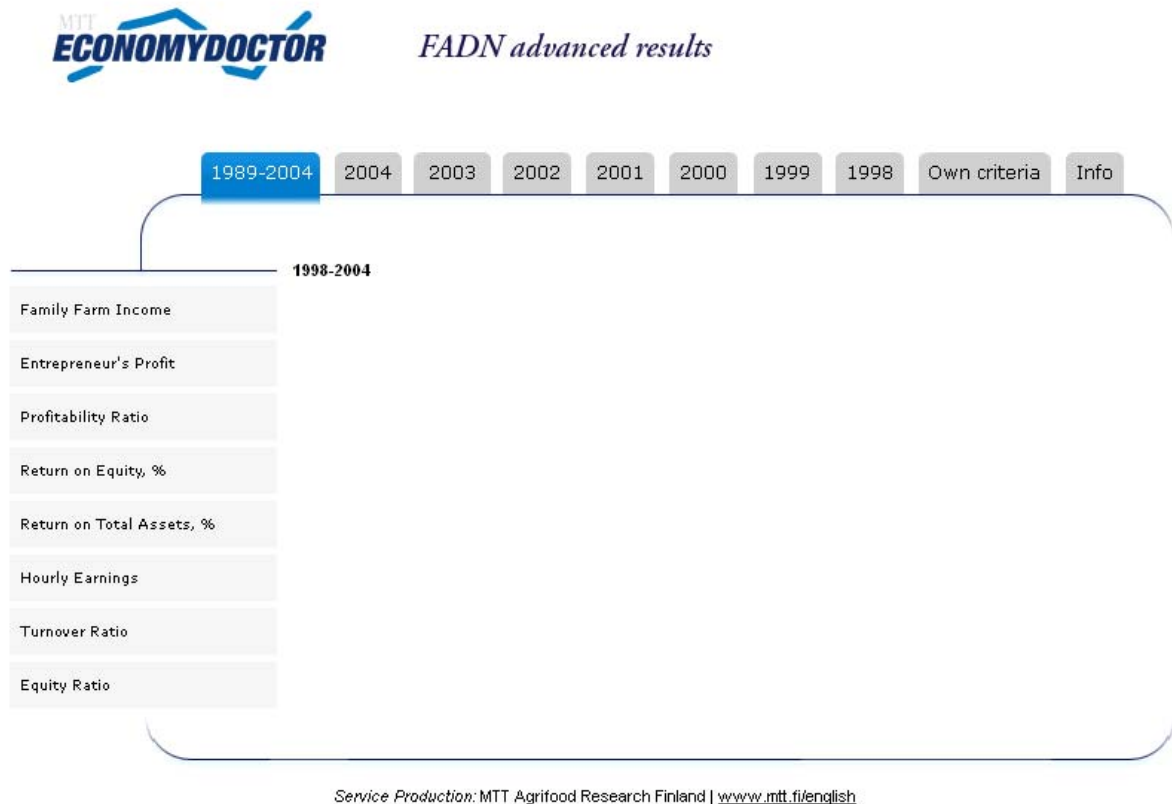 MTT
ECONOMYDOCTOR
FADN advanced results
1989-2004 2004 2003 2002 2001 2000 1999 1998 Own criteria Info
1998-2004
Family Farm Income
Entrepreneur's Profit
Profitability Ratio
Return on Equity, %
Return on Total Assets, %
Hourly Earnings
Turnover Ratio
Equity Ratio
Service Production: MTT Agrifood Research Finland | www.mtt.fi/english